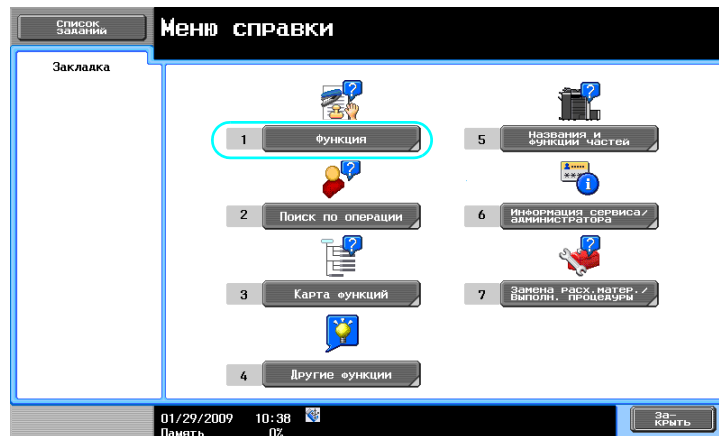 Список
заданий
Меню справки
Закладка
1 Функция
2 Поиск по операции
3 Карта функций
4 Другие функции
5 Названия и
функции частей
6 Информация сервиса/
администратора
7 Замена расх.матер./
Выполн. процедуры
01/29/2009 10:38
Память 0%
За-
крыть